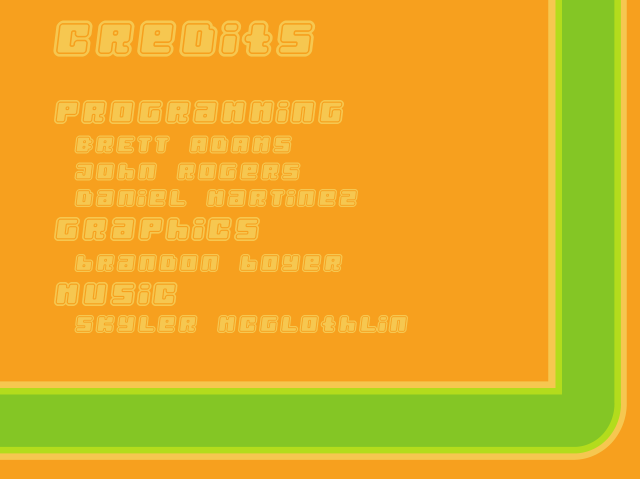 Credits
PROGRAMMING
BRETT ADAMS
JOHN ROGERS
DANIEL MARTINEZ
GRAPHICS
BRANDON BOYER
MUSIC
SKYLER MCGLOTHLIN